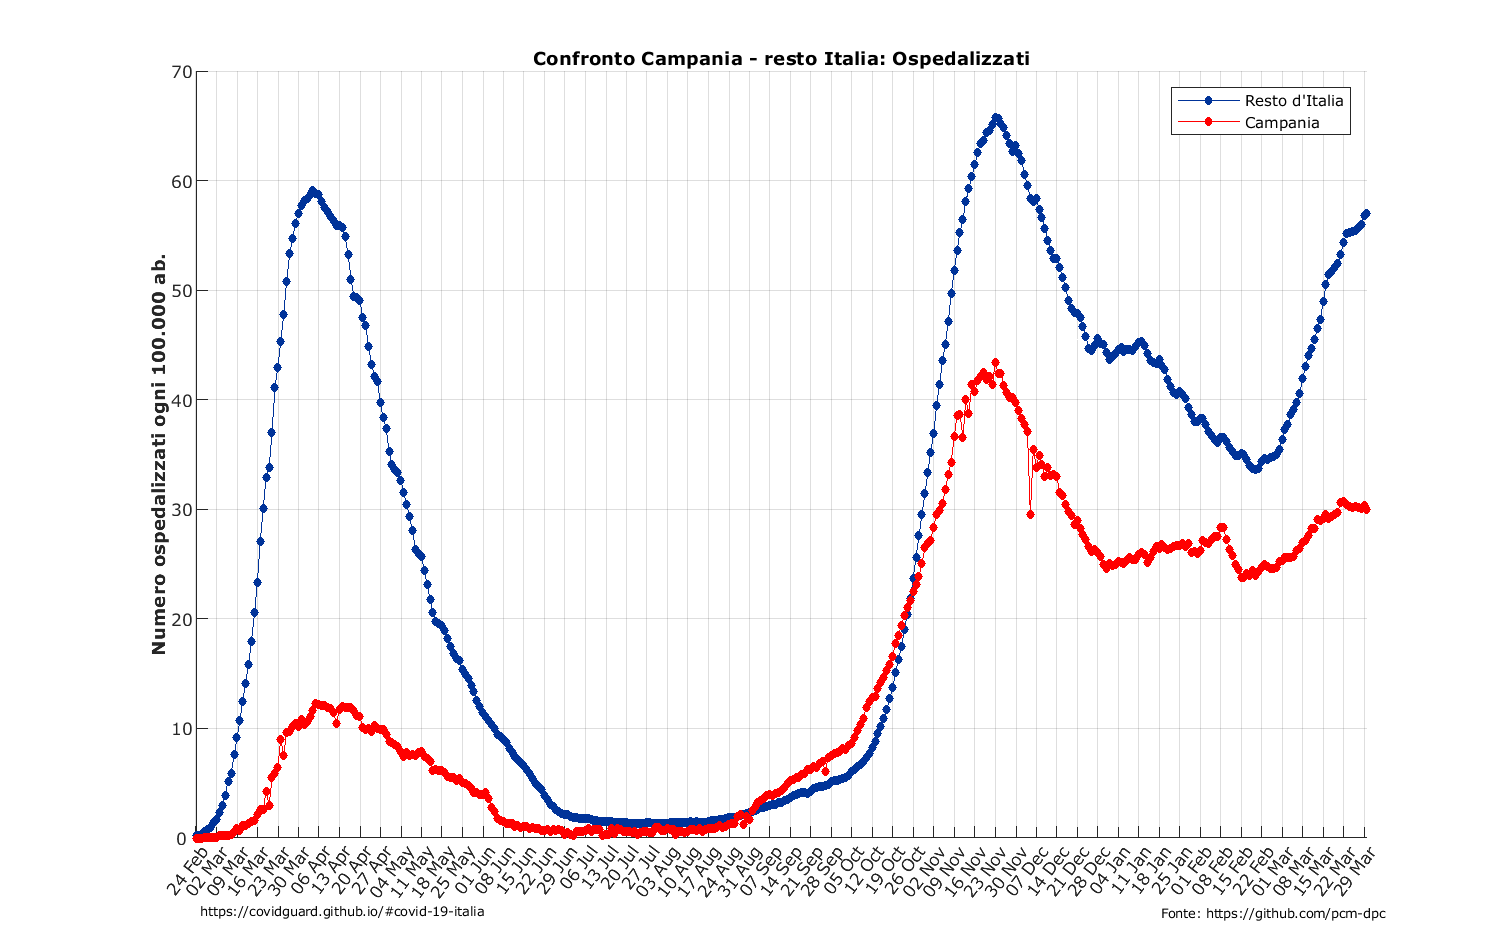 Confronto Campania - resto Italia: Ospedalizzati
Numero ospedalizzati ogni 100.000 ab.
70
60
50
40
30
20
10
0
Resto d'Italia
Campania
24 Feb
02 Mar
09 Mar
16 Mar
23 Mar
30 Mar
06 Apr
13 Apr
20 Apr
27 Apr
04 May
11 May
18 May
25 May
01 Jun
08 Jun
15 Jun
22 Jun
29 Jun
06 Jul
13 Jul
20 Jul
27 Jul
03 Aug
10 Aug
17 Aug
24 Aug
31 Aug
07 Sep
14 Sep
21 Sep
28 Sep
05 Oct
12 Oct
19 Oct
26 Oct
02 Nov
09 Nov
16 Nov
23 Nov
30 Nov
07 Dec
14 Dec
21 Dec
28 Dec
04 Jan
11 Jan
18 Jan
25 Jan
01 Feb
08 Feb
15 Feb
22 Feb
01 Mar
08 Mar
15 Mar
22 Mar
29 Mar
https://covidguard.github.io/#covid-19-italia
Fonte: https://github.com/pcm-dpc